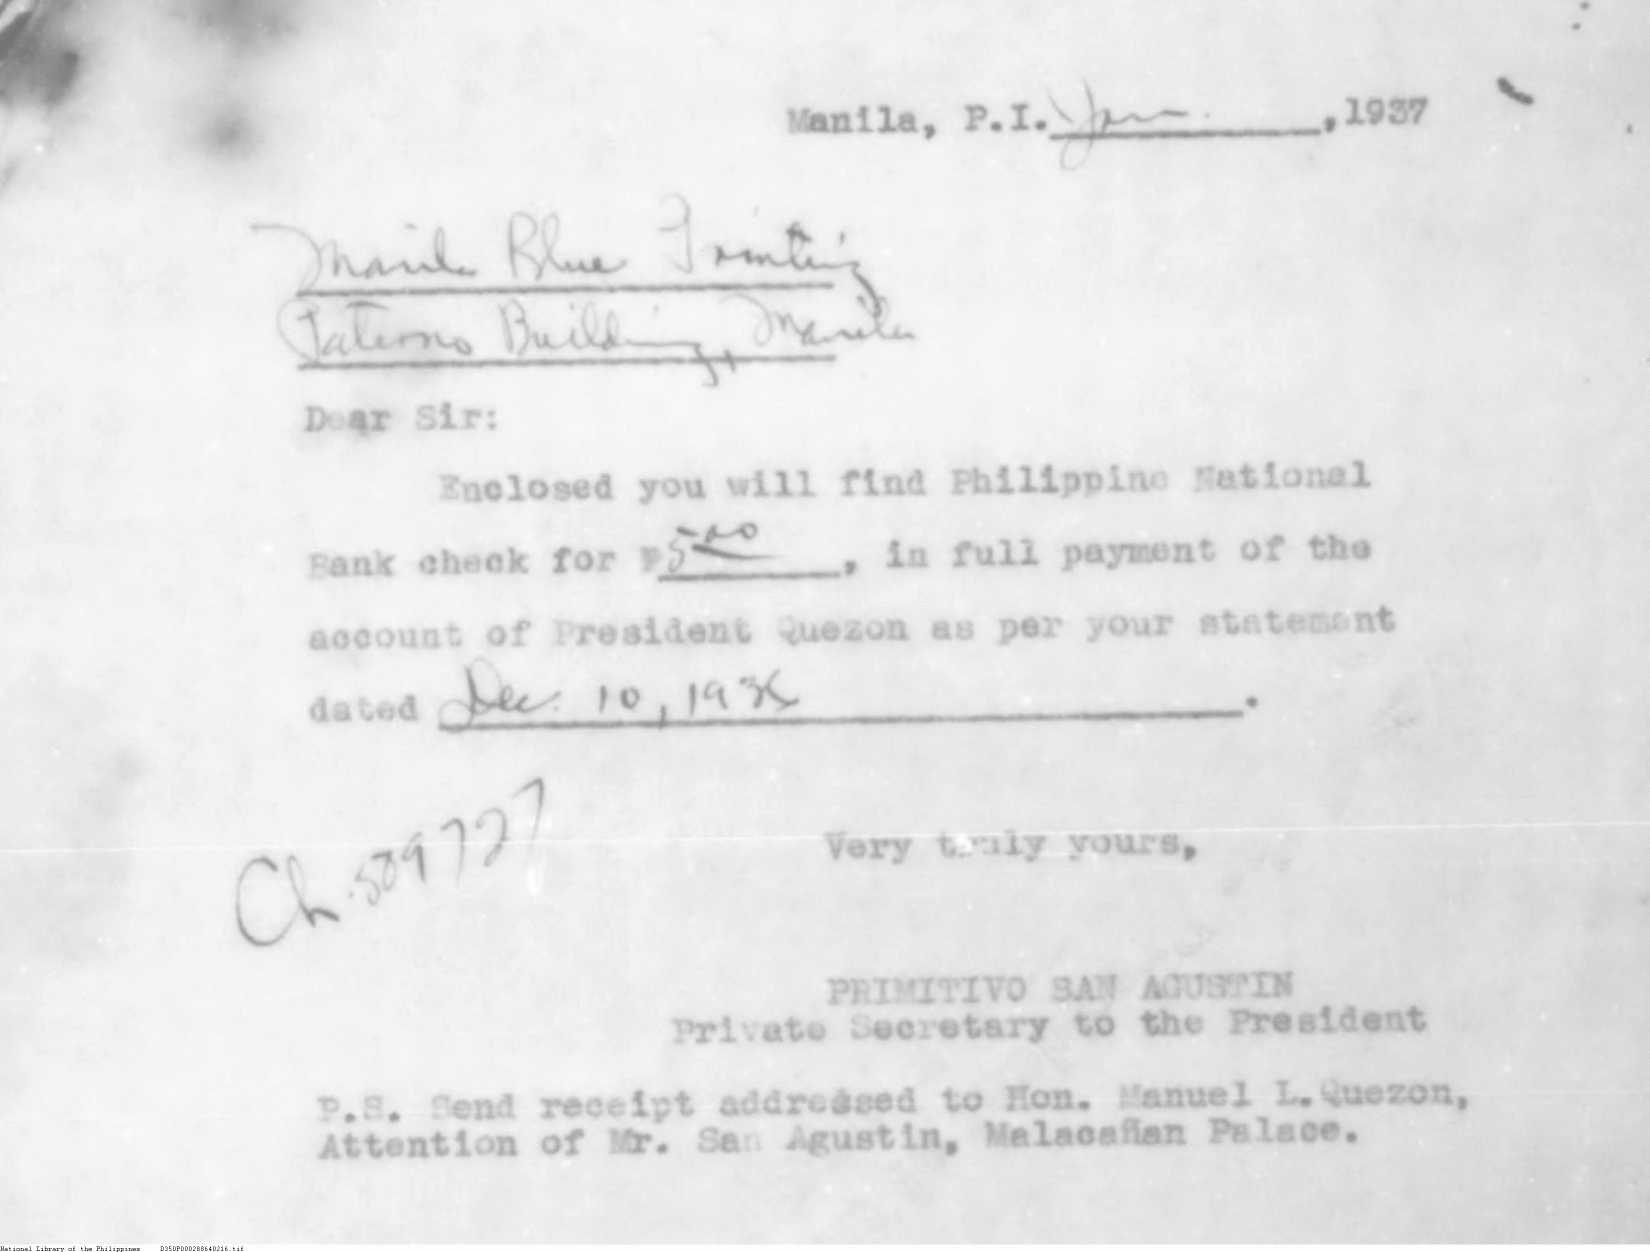 Manila, P.I. Jan. ,1937
Manila Blue Printing
Paterno Building, Manila
Dear Sir:
Enclosed you will find Philippine National
Bank check for ₱5.00, in full payment of the
account of President Quezon as per your statement
dated Dec. 10, 1936.
Ch. 509727
Very truly yours,
PRIMITIVO SAN AGUSTIN
Private Secretary to the President
P.S. Send receipt addressed to Hon. Manuel L.Quezon,
Attention of Mr. San Agustin, Malacañan Palace.
National Library of the Philippines D350P000288640216.tif